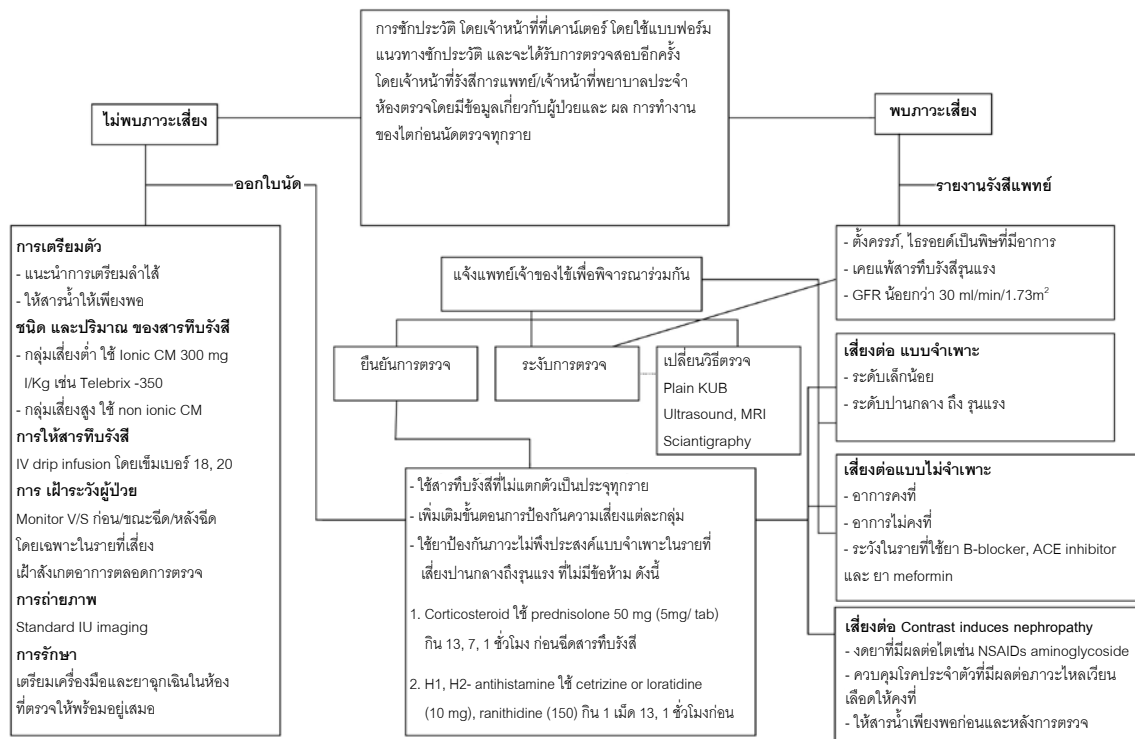 การซักประวัติ โดยเจ้าหน้าที่ที่เคาน์เตอร์ โดยใช้แบบฟอร์ม
แนวทางซักประวัติ และจะได้รับการตรวจสอบอีกครั้ง
โดยเจ้าหน้าที่รังสีการแพทย์/เจ้าหน้าที่พยาบาลประจำ
ห้องตรวจโดยมีข้อมูลเกี่ยวกับผู้ป่วยและ ผล การทำงาน
ของไตก่อนนัดตรวจทุกราย
ไม่พบภาวะเสี่ยง
พบภาวะเสี่ยง
ออกใบนัด
รายงานรังสีแพทย์
การเตรียมตัว
- แนะนำการเตรียมลำไส้
- ให้สารน้ำให้เพียงพอ
ชนิด และปริมาณ ของสารทึบรังสี
- กลุ่มเสี่ยงต่ำ ใช้ Ionic CM 300 mg
I/Kg เช่น Telebrix -350
- กลุ่มเสี่ยงสูง ใช้ non ionic CM
การให้สารทึบรังสี
IV drip infusion โดยเข็มเบอร์ 18, 20
การ เฝ้าระวังผู้ป่วย
Monitor V/S ก่อน/ขณะฉีด/หลังฉีด
โดยเฉพาะในรายที่เสี่ยง
เฝ้าสังเกตอาการตลอดการตรวจ
การถ่ายภาพ
Standard IU imaging
การรักษา
เตรียมเครื่องมือและยาฉุกเฉินในห้อง
ที่ตรวจให้พร้อมอยู่เสมอ
แจ้งแพทย์เจ้าของไข้เพื่อพิจารณาร่วมกัน
ยืนยันการตรวจ
ระงับการตรวจ
เปลี่ยนวิธีตรวจ
Plain KUB
Ultrasound, MRI
Sciantigraphy
- ใช้สารทึบรังสีที่ไม่แตกตัวเป็นประจุทุกราย
- เพิ่มเติมขั้นตอนการป้องกันความเสี่ยงแต่ละกลุ่ม
- ใช้ยาป้องกันภาวะไม่พึงประสงค์แบบจำเพาะในรายที่
เสี่ยงปานกลางถึงรุนแรง ที่ไม่มีข้อห้าม ดังนี้
1. Corticosteroid ใช้ prednisolone 50 mg (5mg/ tab)
กิน 13, 7, 1 ชั่วโมง ก่อนฉีดสารทึบรังสี
2. H1, H2- antihistamine ใช้ cetrizine or loratidine
(10 mg), ranithidine (150) กิน 1 เม็ด 13, 1 ชั่วโมงก่อน
- ตั้งครรภ์, ไธรอยด์เป็นพิษที่มีอาการ
- เคยแพ้สารทึบรังสีรุนแรง
- GFR น้อยกว่า 30 ml/min/1.73m²
เสี่ยงต่อ แบบจำเพาะ
- ระดับเล็กน้อย
- ระดับปานกลาง ถึง รุนแรง
เสี่ยงต่อแบบไม่จำเพาะ
- อาการคงที่
- อาการไม่คงที่
- ระวังในรายที่ใช้ยา B-blocker, ACE inhibitor
และ ยา meformin
เสี่ยงต่อ Contrast induces nephropathy
- งดยาที่มีผลต่อไตเช่น NSAIDs aminoglycoside
- ควบคุมโรคประจำตัวที่มีผลต่อภาวะไหลเวียน
เลือดให้คงที่
- ให้สารน้ำเพียงพอก่อนและหลังการตรวจ